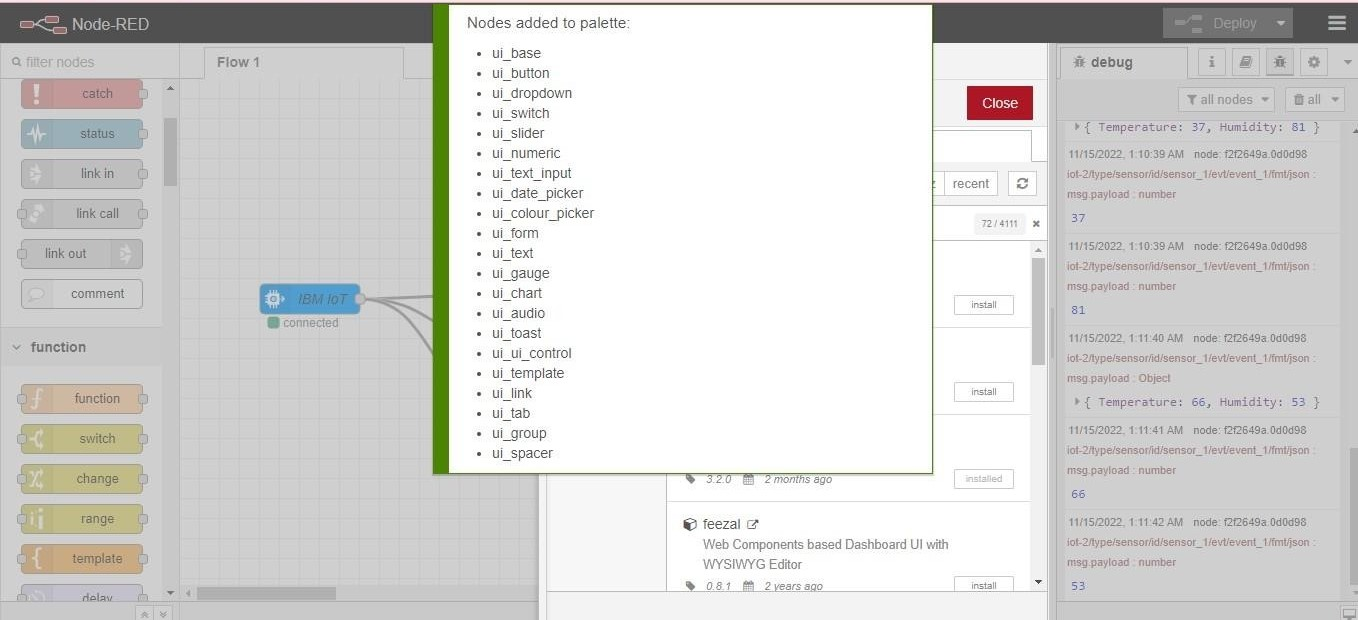 Node-RED
Deploy
filter nodes
catch
status
link in
link call
link out
comment
function
function
switch
change
range
template
delay
Flow 1
IBM IoT
connected
Nodes added to palette:
ui_base
ui_button
ui_dropdown
ui_switch
ui_slider
ui_numeric
ui_text_input
ui_date_picker
ui_colour_picker
ui_form
ui_text
ui_gauge
ui_chart
ui_audio
ui_toast
ui_ui_control
ui_template
ui_link
ui_tab
ui_group
ui_spacer
Close
recent
72 / 4111
install
install
3.2.0 2 months ago
installed
feezal
Web Components based Dashboard UI with
WYSIWYG Editor
0.8.1 2 years ago
install
debug
all nodes
all
{ Temperature: 37, Humidity: 81 }
11/15/2022, 1:10:39 AM node: f2f2649a.0d0d98
iot-2/type/sensor/id/sensor_1/evt/event_1/fmt/json :
msg.payload : number
37
11/15/2022, 1:10:39 AM node: f2f2649a.0d0d98
iot-2/type/sensor/id/sensor_1/evt/event_1/fmt/json :
msg.payload : number
81
11/15/2022, 1:11:40 AM node: f2f2649a.0d0d98
iot-2/type/sensor/id/sensor_1/evt/event_1/fmt/json :
msg.payload : Object
{ Temperature: 66, Humidity: 53 }
11/15/2022, 1:11:41 AM node: f2f2649a.0d0d98
iot-2/type/sensor/id/sensor_1/evt/event_1/fmt/json :
msg.payload : number
66
11/15/2022, 1:11:42 AM node: f2f2649a.0d0d98
iot-2/type/sensor/id/sensor_1/evt/event_1/fmt/json :
msg.payload : number
53